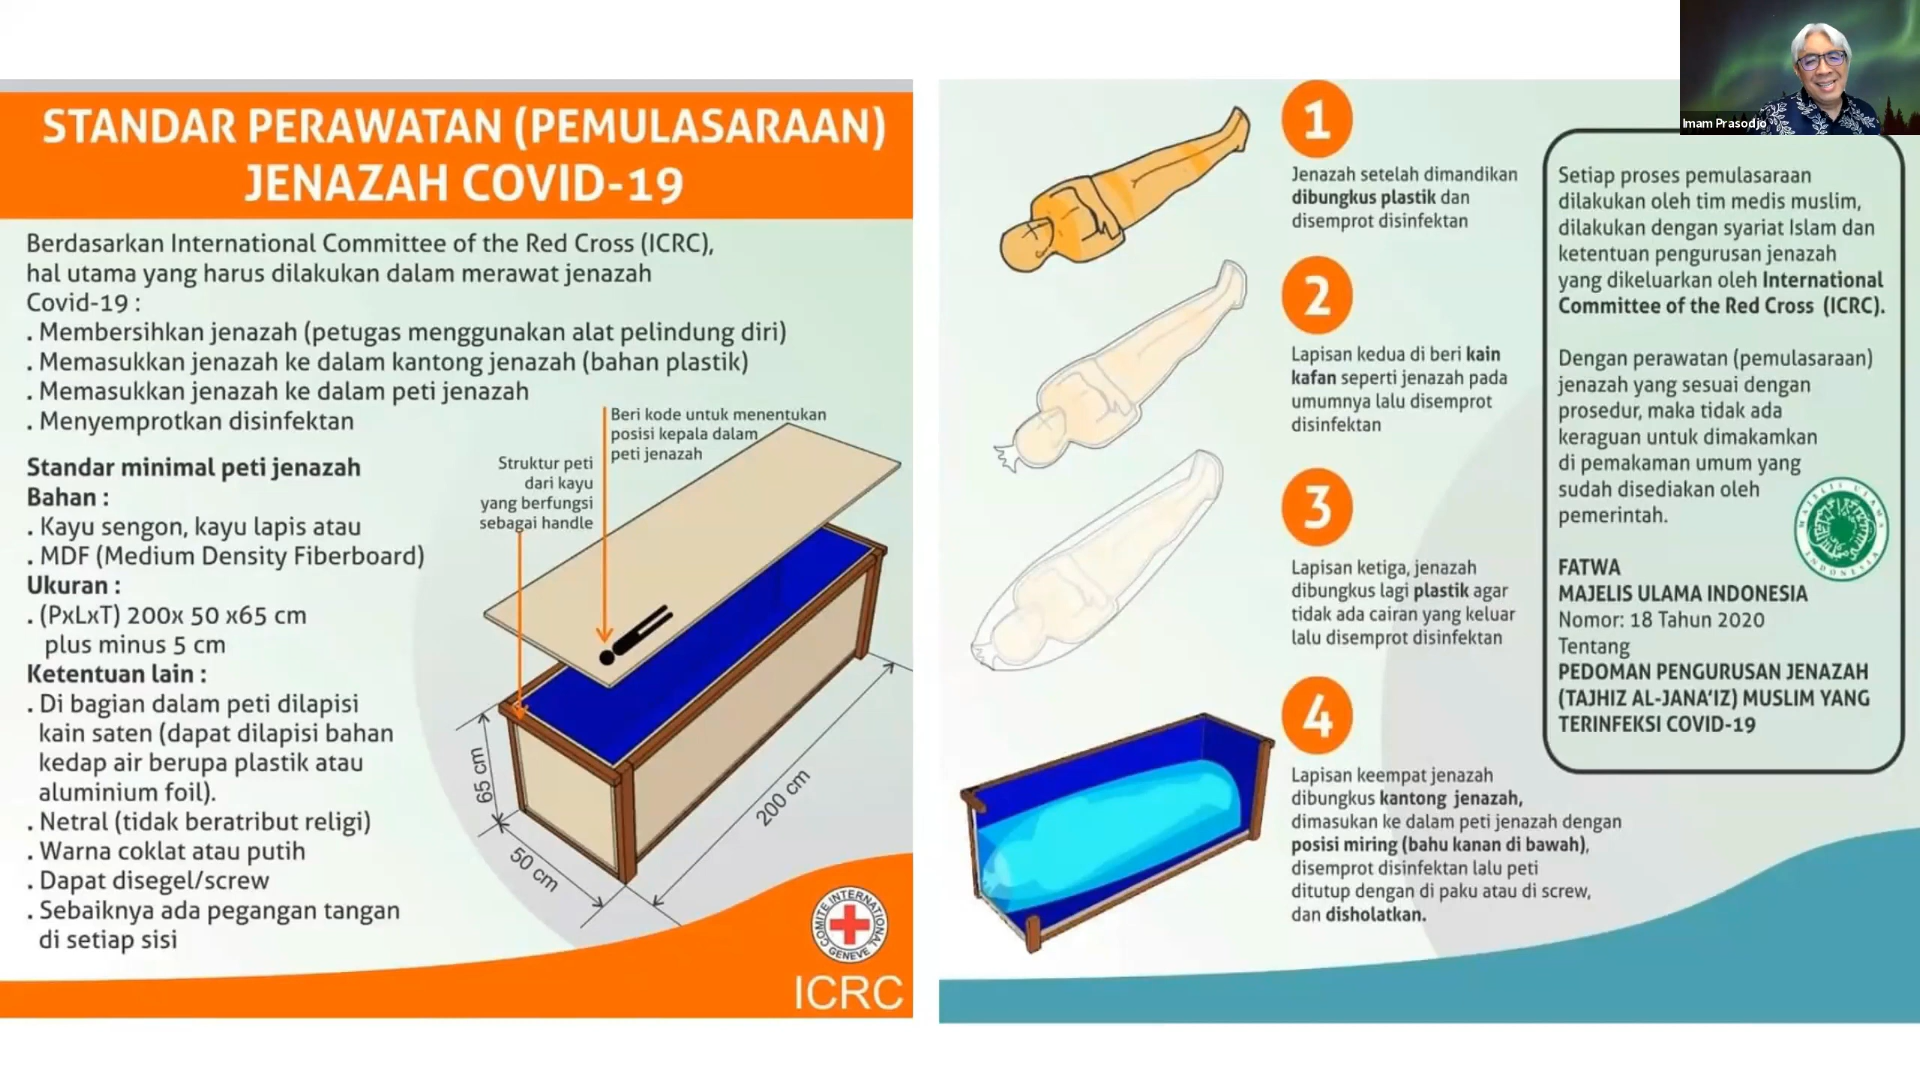 STANDAR PERAWATAN (PEMULASARAAN)
JENAZAH COVID-19
Berdasarkan International Committee of the Red Cross (ICRC),
hal utama yang harus dilakukan dalam merawat jenazah
Covid-19 :
. Membersihkan jenazah (petugas menggunakan alat pelindung diri)
. Memasukkan jenazah ke dalam kantong jenazah (bahan plastik)
. Memasukkan jenazah ke dalam peti jenazah
. Menyemprotkan disinfektan
Standar minimal peti jenazah
Bahan :
. Kayu sengon, kayu lapis atau
. MDF (Medium Density Fiberboard)
Ukuran :
. (PxLxT) 200x 50 x65 cm
plus minus 5 cm
Ketentuan lain :
. Di bagian dalam peti dilapisi
kain saten (dapat dilapisi bahan
kedap air berupa plastik atau
aluminium foil).
. Netral (tidak beratribut religi)
. Warna coklat atau putih
. Dapat disegel/screw
. Sebaiknya ada pegangan tangan
di setiap sisi
Beri kode untuk menentukan
posisi kepala dalam
peti jenazah
Struktur peti
dari kayu
yang berfungsi
sebagai handle
65 cm
50 cm
200 cm
COMITE INTERNATIONAL
GENEVE
ICRC
1
Jenazah setelah dimandikan
dibungkus plastik dan
disemprot disinfektan
2
Lapisan kedua di beri kain
kafan seperti jenazah pada
umumnya lalu disemprot
disinfektan
3
Lapisan ketiga, jenazah
dibungkus lagi plastik agar
tidak ada cairan yang keluar
lalu disemprot disinfektan
4
Lapisan keempat jenazah
dibungkus kantong jenazah,
dimasukan ke dalam peti jenazah dengan
posisi miring (bahu kanan di bawah),
disemprot disinfektan lalu peti
ditutup dengan di paku atau di screw,
dan disholatkan.
Imam Prasodjo
Setiap proses pemulasaraan
dilakukan oleh tim medis muslim,
dilakukan dengan syariat Islam dan
ketentuan pengurusan jenazah
yang dikeluarkan oleh International
Committee of the Red Cross (ICRC).
Dengan perawatan (pemulasaraan)
jenazah yang sesuai dengan
prosedur, maka tidak ada
keraguan untuk dimakamkan
di pemakaman umum yang
sudah disediakan oleh
pemerintah.
MAJELIS ULAMA
INDONESIA
FATWA
MAJELIS ULAMA INDONESIA
Nomor: 18 Tahun 2020
Tentang
PEDOMAN PENGURUSAN JENAZAH
(TAJHIZ AL-JANA'IZ) MUSLIM YANG
TERINFEKSI COVID-19